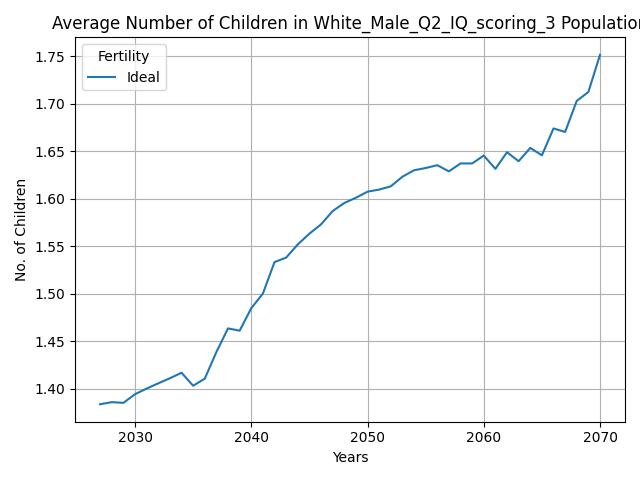 Average Number of Children in White_Male_Q2_IQ_scoring_3 Population
Fertility
Ideal
No. of Children
1.75
1.70
1.65
1.60
1.55
1.50
1.45
1.40
2030 2040 2050 2060 2070
Years